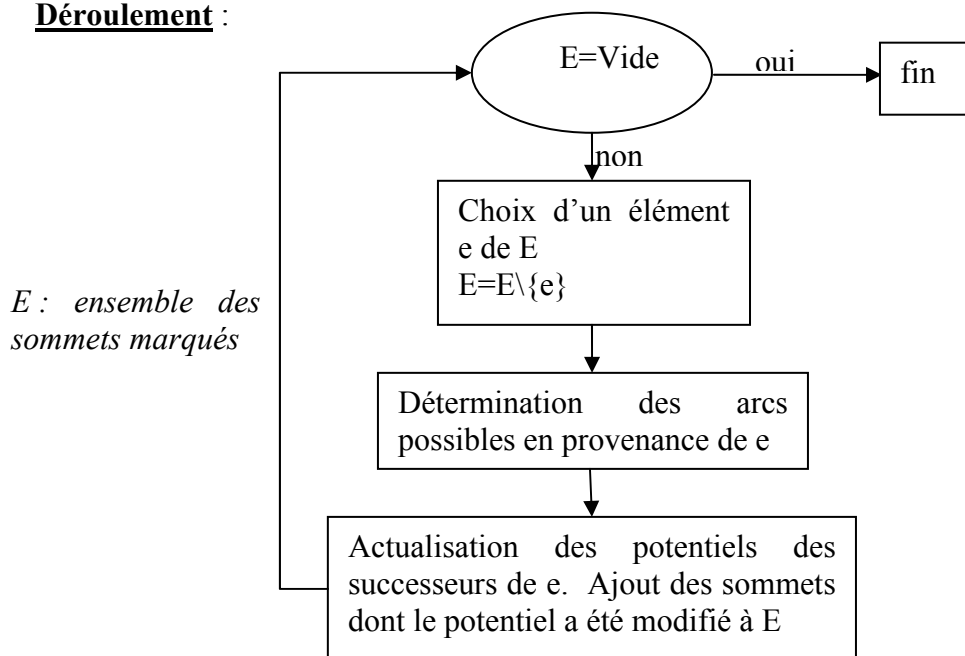 Déroulement :
E=Vide
oui
fin
non
Choix d’un élément
e de E
E=E\{e}
E : ensemble des
sommets marqués
Détermination des arcs
possibles en provenance de e
Actualisation des potentiels des
successeurs de e. Ajout des sommets
dont le potentiel a été modifié à E